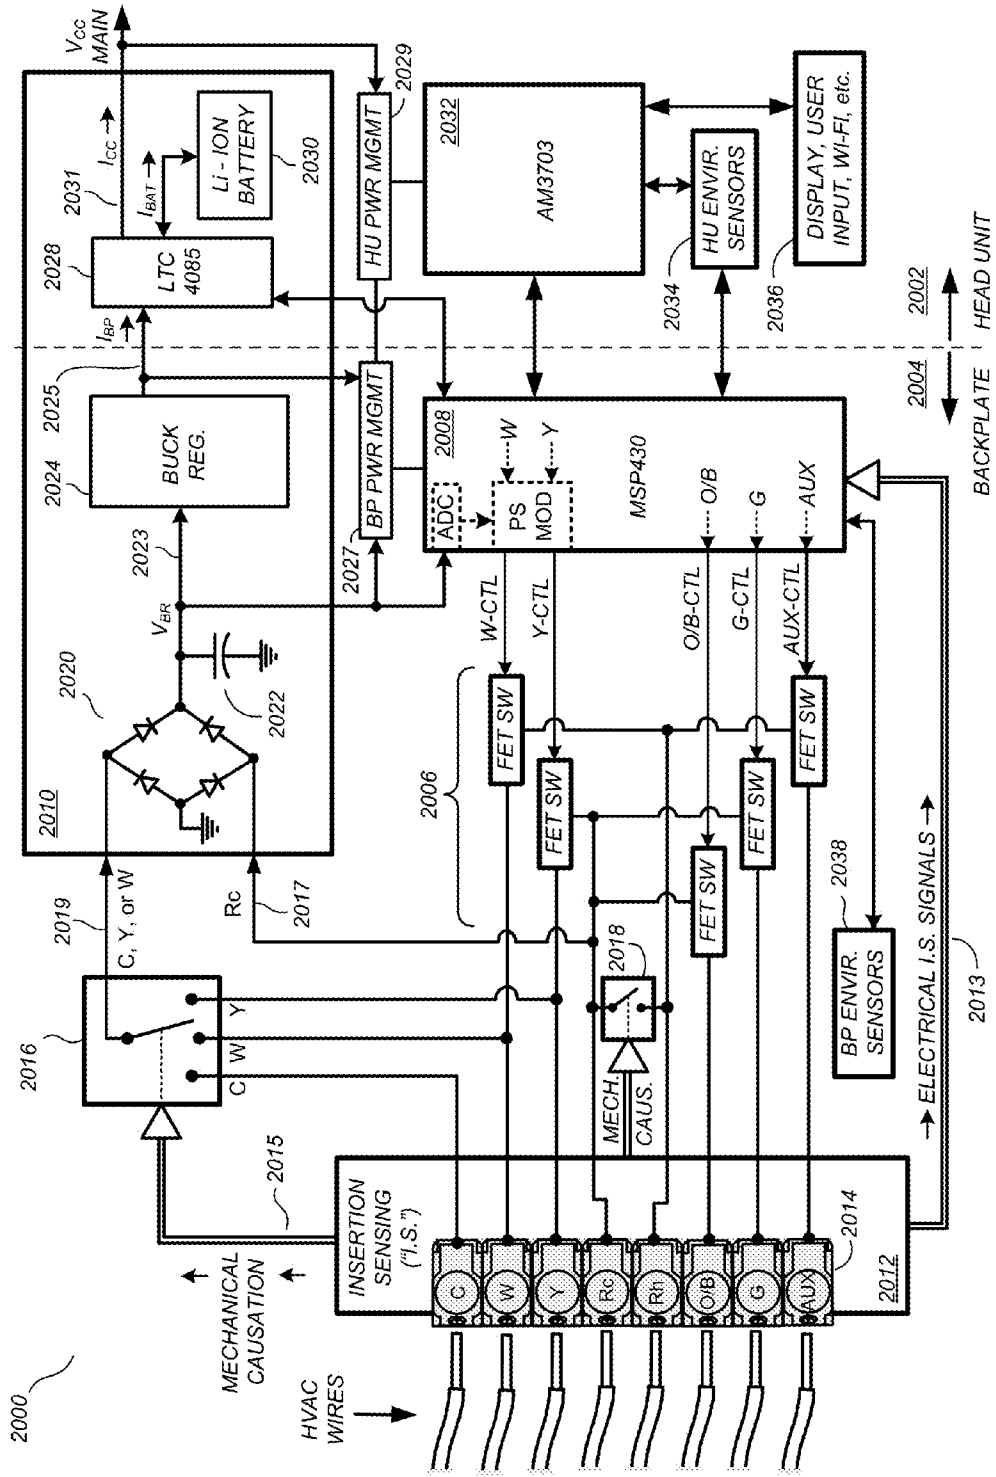 2000
HVAC
WIRES
MECHANICAL
CAUSATION
2015
INSERTION
SENSING
("I.S.")
C
W
Y
Rc
Rh
O/B
G
AUX
2014
2012
2016
C
W
Y
2019
C, Y, or W
Rc
2017
MECH.
CAUS.
2018
2010
2020
2022
VBR
2023
2024
BUCK
REG.
2025
IBP
2028
LTC
4085
2031
ICC
IBAT
Li - ION
BATTERY
2030
VCC
MAIN
2006
FET SW
FET SW
FET SW
FET SW
FET SW
W-CTL
Y-CTL
O/B-CTL
G-CTL
AUX-CTL
2027
BP PWR MGMT
HU PWR MGMT
2029
2008
ADC
PS
MOD
W
Y
MSP430
O/B
G
AUX
2032
AM3703
2034
HU ENVIR.
SENSORS
2036
DISPLAY, USER
INPUT, WI-FI, etc.
2038
BP ENVIR.
SENSORS
ELECTRICAL I.S. SIGNALS
2013
2004
2002
BACKPLATE
HEAD UNIT